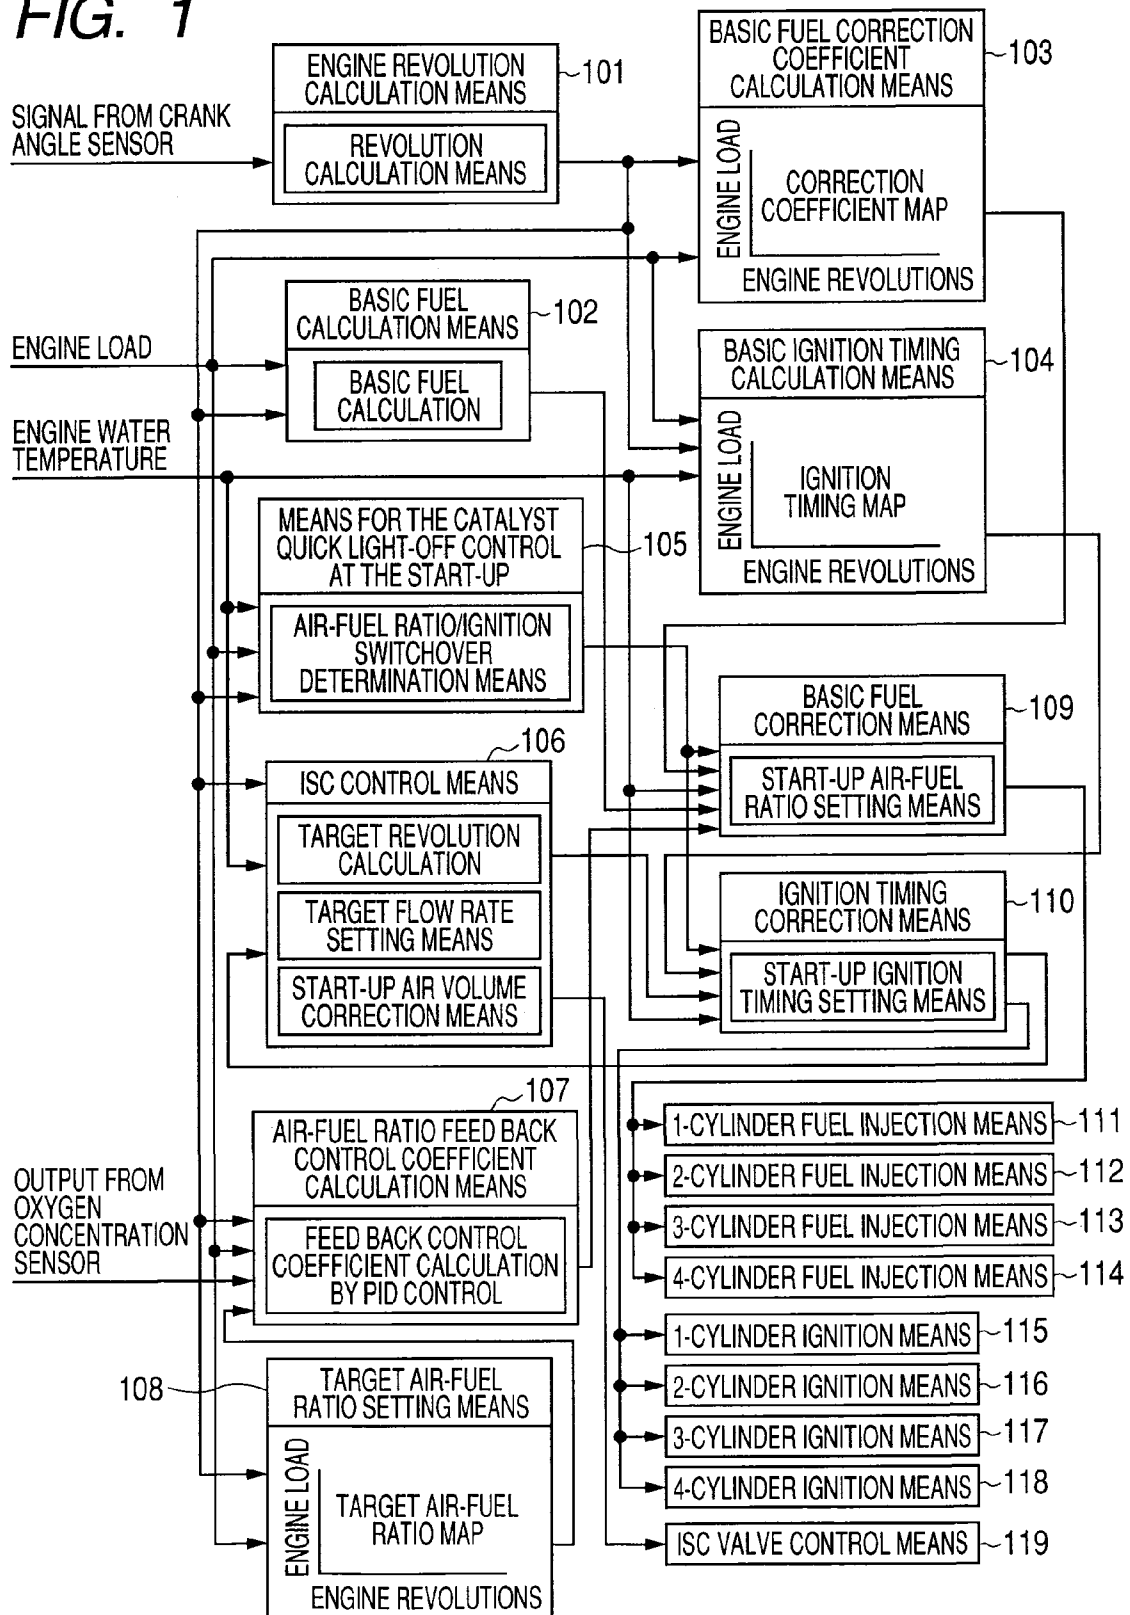 FIG. 1
ENGINE REVOLUTION
CALCULATION MEANS
101
REVOLUTION
CALCULATION MEANS
SIGNAL FROM CRANK
ANGLE SENSOR
BASIC FUEL CORRECTION
COEFFICIENT
CALCULATION MEANS
103
ENGINE LOAD
CORRECTION
COEFFICIENT MAP
ENGINE REVOLUTIONS
BASIC FUEL
CALCULATION MEANS
102
BASIC FUEL
CALCULATION
ENGINE LOAD
ENGINE WATER
TEMPERATURE
BASIC IGNITION TIMING
CALCULATION MEANS
104
ENGINE LOAD
IGNITION
TIMING MAP
ENGINE REVOLUTIONS
MEANS FOR THE CATALYST
QUICK LIGHT-OFF CONTROL
AT THE START-UP
105
AIR-FUEL RATIO/IGNITION
SWITCHOVER
DETERMINATION MEANS
BASIC FUEL
CORRECTION MEANS
109
START-UP AIR-FUEL
RATIO SETTING MEANS
106
ISC CONTROL MEANS
TARGET REVOLUTION
CALCULATION
TARGET FLOW RATE
SETTING MEANS
START-UP AIR VOLUME
CORRECTION MEANS
IGNITION TIMING
CORRECTION MEANS
110
START-UP IGNITION
TIMING SETTING MEANS
107
AIR-FUEL RATIO FEED BACK
CONTROL COEFFICIENT
CALCULATION MEANS
FEED BACK CONTROL
COEFFICIENT CALCULATION
BY PID CONTROL
OUTPUT FROM
OXYGEN
CONCENTRATION
SENSOR
108
TARGET AIR-FUEL
RATIO SETTING MEANS
ENGINE LOAD
TARGET AIR-FUEL
RATIO MAP
ENGINE REVOLUTIONS
1-CYLINDER FUEL INJECTION MEANS
111
2-CYLINDER FUEL INJECTION MEANS
112
3-CYLINDER FUEL INJECTION MEANS
113
4-CYLINDER FUEL INJECTION MEANS
114
1-CYLINDER IGNITION MEANS
115
2-CYLINDER IGNITION MEANS
116
3-CYLINDER IGNITION MEANS
117
4-CYLINDER IGNITION MEANS
118
ISC VALVE CONTROL MEANS
119